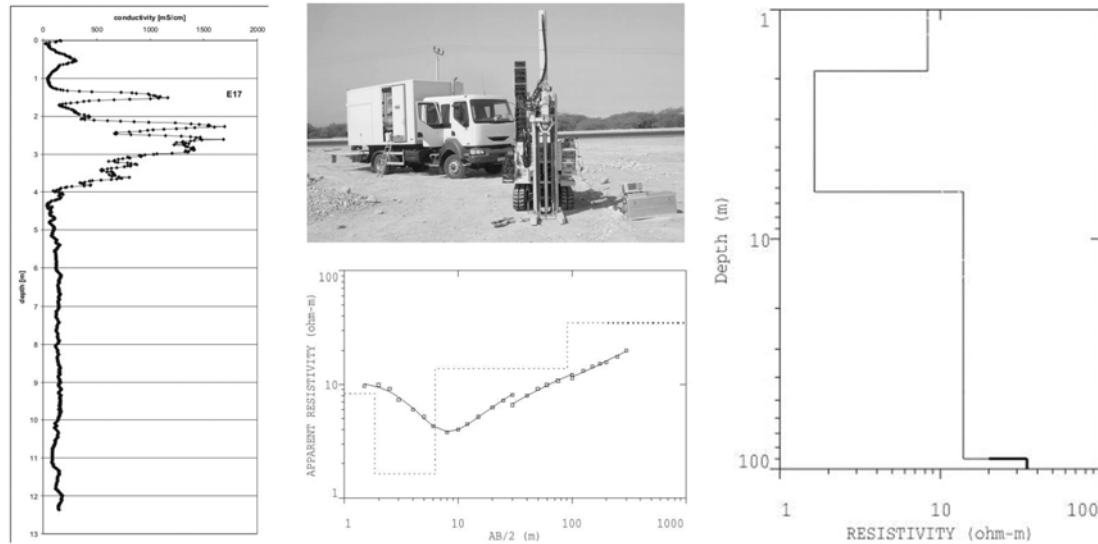 conductivity [mS/cm]
0 500 1000 1500 2000
0
1
E17
2
3
4
5
depth [m]
6
7
8
9
10
11
12
13
APPARENT RESISTIVITY (ohm-m)
100
10
1
1 10 100 1000
AB/2 (m)
Depth (m)
1
10
100
1 10 100
RESISTIVITY (ohm-m)